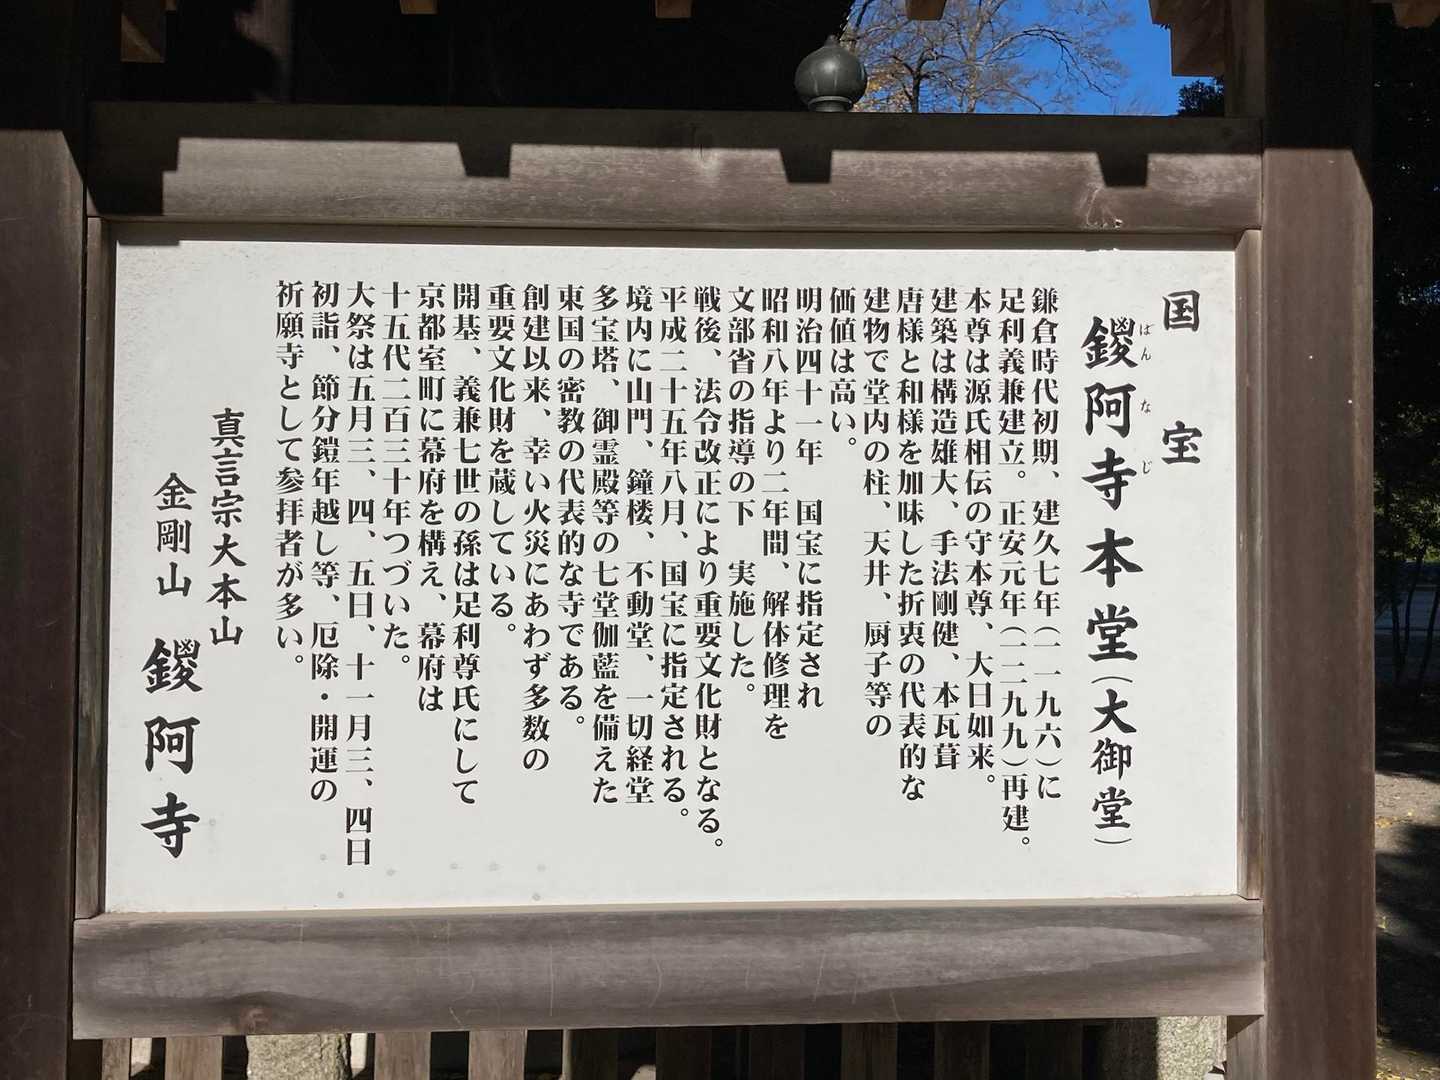 国宝
鑁阿寺本堂(大御堂)
ばんなじ
鎌倉時代初期、建久七年(一一九六)に
足利義兼建立。正安元年(一二九九)再建。
本尊は源氏相伝の守本尊、大日如来。
建築は構造雄大、手法剛健、本瓦葺
唐様と和様を加味した折衷の代表的な
建物で堂内の柱、天井、厨子等の
価値は高い。
明治四十一年 国宝に指定され
昭和八年より二年間、解体修理を
文部省の指導の下 実施した。
戦後、法令改正により重要文化財となる。
平成二十五年八月、国宝に指定される。
境内に山門、鐘楼、不動堂、一切経堂
多宝塔、御霊殿等の七堂伽藍を備えた
東国の密教の代表的な寺である。
創建以来、幸い火災にあわず多数の
重要文化財を蔵している。
開基、義兼七世の孫は足利尊氏にして
京都室町に幕府を構え、幕府は
十五代二百三十年つづいた。
大祭は五月三、四、五日、十一月三、四日
初詣、節分鎧年越し等、厄除・開運の
祈願寺として参拝者が多い。
真言宗大本山
金剛山 鑁阿寺